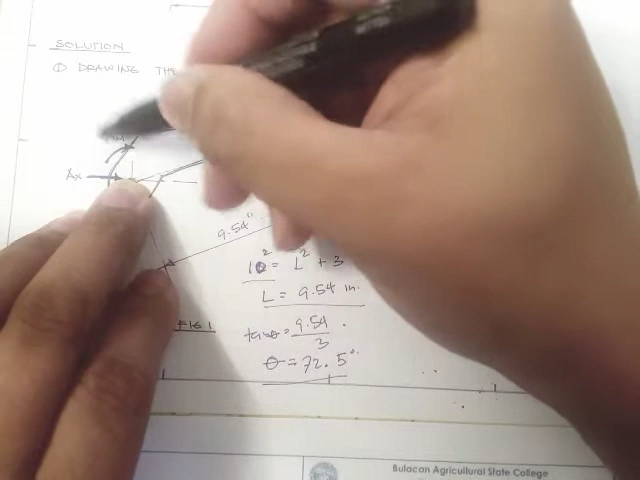 SOLUTION
① DRAWING THE
Ax
9.54"
10² = L² + 3
L = 9.54 in.
tanθ = 9.54
3
FIG 1
θ = 72.5°
Bulacan Agricultural State College